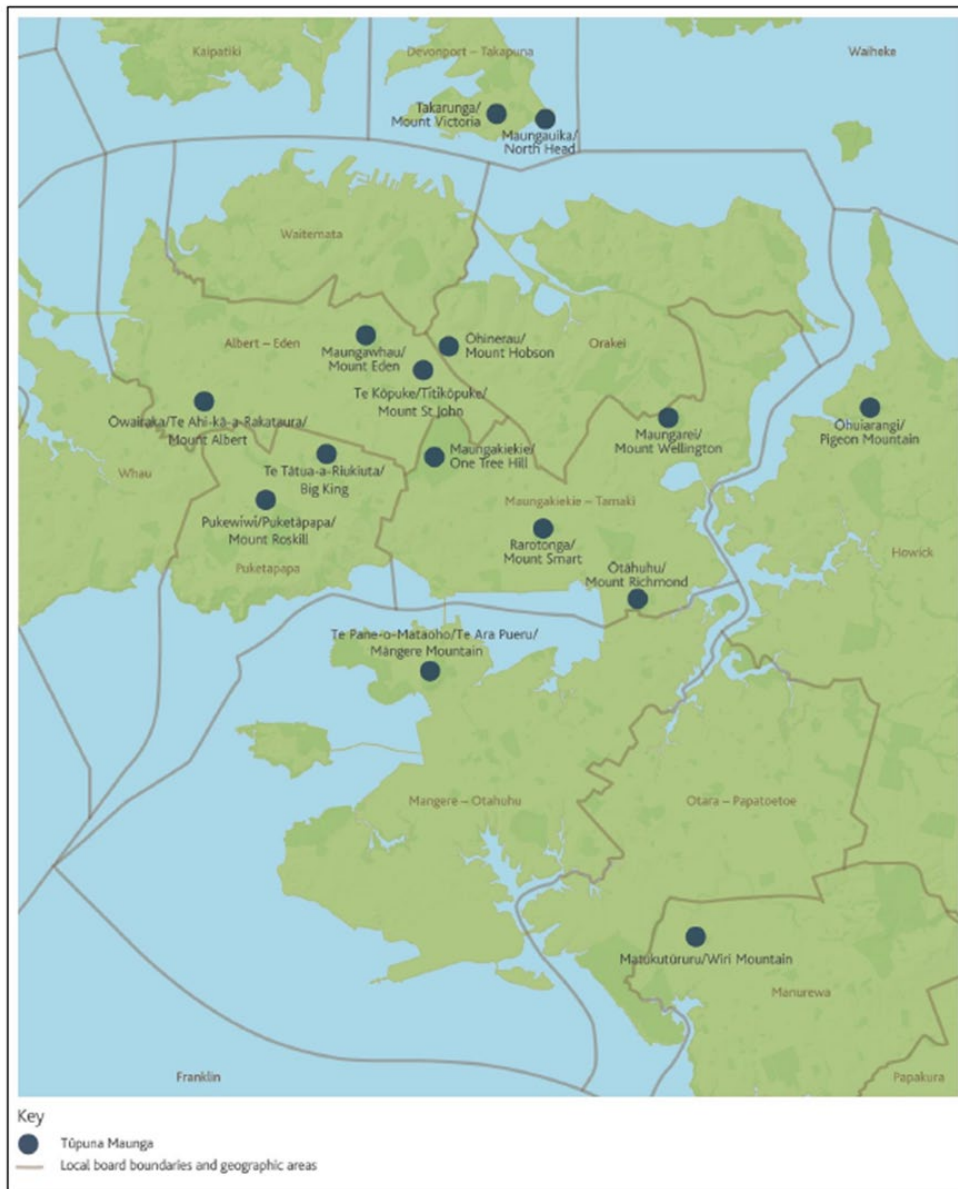 Kaipatiki
Devonport – Takapuna
Waiheke
Takarunga/
Mount Victoria
Maungauika/
North Head
Waitemata
Albert – Eden
Maungawhau/
Mount Eden
Ōhinerau/
Mount Hobson
Orakei
Te Kōpuke/Tītīkōpuke/
Mount St John
Ōwairaka/Te Ahi-kā-a-Rakataura/
Mount Albert
Maungarei/
Mount Wellington
Ōhuiarangi/
Pigeon Mountain
Whau
Te Tātua-a-Riukiuta/
Big King
Maungakiekie/
One Tree Hill
Pukewīwī/Puketāpapa/
Mount Roskill
Maungakiekie – Tamaki
Rarotonga/
Mount Smart
Howick
Puketapapa
Ōtāhuhu/
Mount Richmond
Te Pane-o-Mataoho/Te Ara Pueru/
Māngere Mountain
Mangere – Otahuhu
Otara – Papatoetoe
Matukutūruru/Wiri Mountain
Manurewa
Franklin
Papakura
Key
Tūpuna Maunga
Local board boundaries and geographic areas